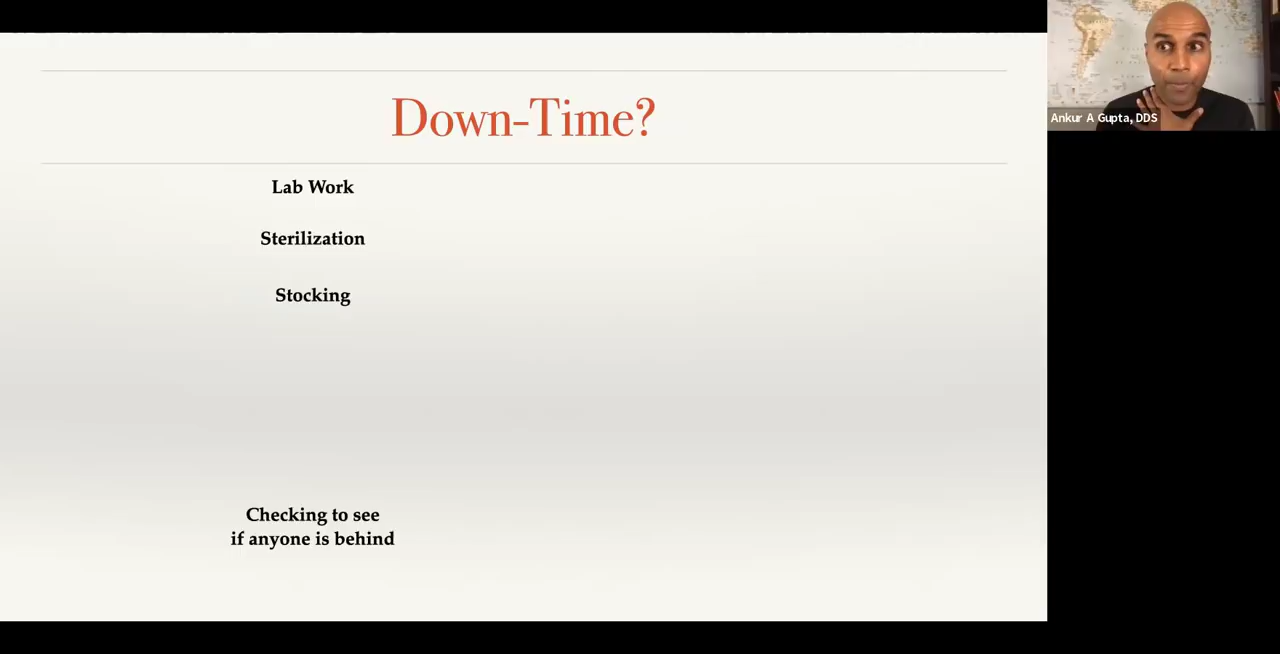 Down-Time?
Ankur A Gupta, DDS
Lab Work
Sterilization
Stocking
Checking to see
if anyone is behind